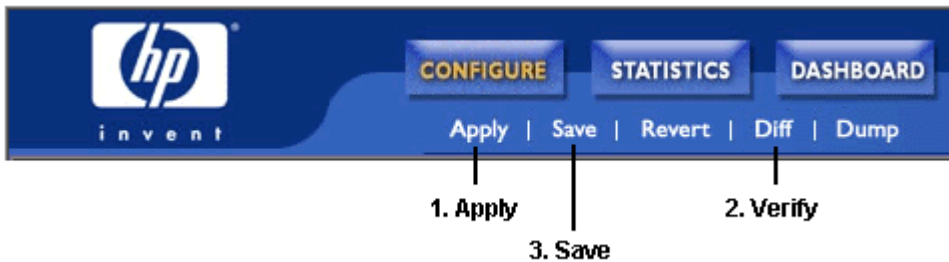 hp
invent
CONFIGURE STATISTICS DASHBOARD
Apply | Save | Revert | Diff | Dump
1. Apply 2. Verify
3. Save